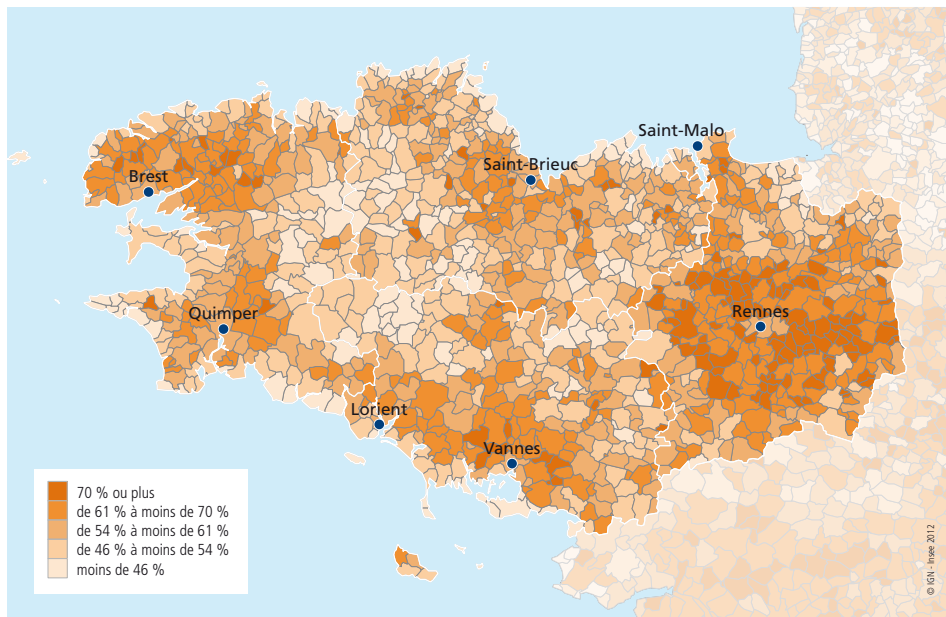 Saint-Malo
Saint-Brieuc
Brest
Quimper
Rennes
Lorient
Vannes
70 % ou plus
de 61 % à moins de 70 %
de 54 % à moins de 61 %
de 46 % à moins de 54 %
moins de 46 %
© IGN - Insee 2012